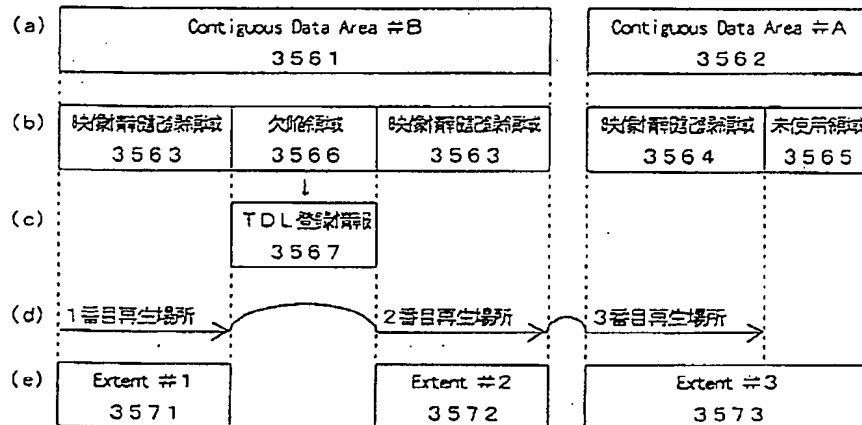 (a) Contiguous Data Area #B Contiguous Data Area #A
3561 3562
(b) 映像情報記録領域 欠陥領域 映像情報記録領域 映像情報記録領域 未使用領域
3563 3566 3563 3564 3565
↓
(c) TDL登録情報
3567
(d) 1番目再生場所 2番目再生場所 3番目再生場所
(e) Extent #1 Extent #2 Extent #3
3571 3572 3573